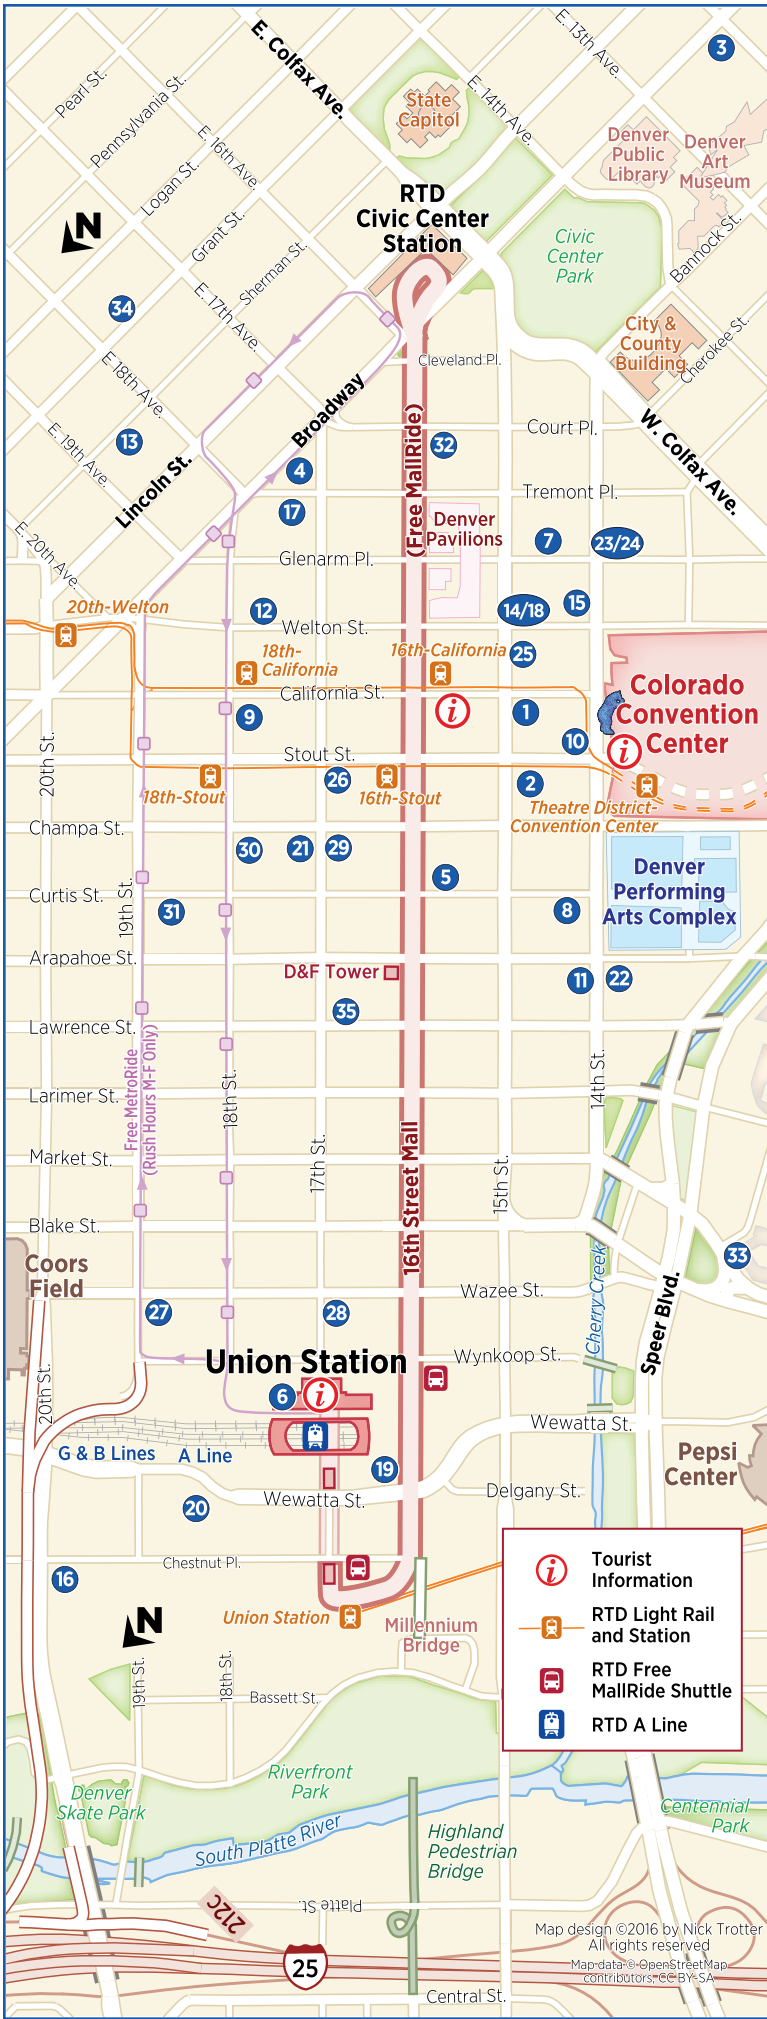 E. Colfax Ave.
E. 13th Ave.
3
Pearl St.
State
Capitol
E. 14th Ave.
Pennsylvania St.
E. 16th Ave.
Denver
Public
Library
Denver
Art
Museum
Logan St.
RTD
Civic Center
Station
N
Grant St.
Civic
Center
Park
Bannock St.
Sherman St.
34
E. 17th Ave.
City &
County
Building
Cherokee St.
Cleveland Pl.
E. 18th Ave.
Broadway
(Free MallRide)
Court Pl.
W. Colfax Ave.
13
E. 19th Ave.
32
Lincoln St.
4
Tremont Pl.
17
Denver
Pavilions
7
23/24
E. 20th Ave.
Glenarm Pl.
20th-Welton
12
14/18
15
Welton St.
18th-
California
16th-California
25
California St.
Colorado
Convention
Center
i
9
1
10
i
20th St.
Stout St.
18th-Stout
26
16th-Stout
2
Theatre District-
Convention Center
Champa St.
30
21
29
5
Denver
Performing
Arts Complex
Curtis St.
19th St.
31
8
Arapahoe St.
D&F Tower
11
22
35
Lawrence St.
Free MetroRide
(Rush Hours M-F Only)
18th St.
14th St.
Larimer St.
17th St.
16th Street Mall
15th St.
Market St.
Blake St.
Coors
Field
33
Cherry Creek
Speer Blvd.
Wazee St.
27
28
Union Station
Wynkoop St.
20th St.
6
i
Wewatta St.
G & B Lines
A Line
19
Pepsi
Center
20
Wewatta St.
Delgany St.
Chestnut Pl.
16
N
Union Station
Millennium
Bridge
i
Tourist
Information
RTD Light Rail
and Station
RTD Free
MallRide Shuttle
RTD A Line
19th St.
18th St.
Bassett St.
Riverfront
Park
Denver
Skate Park
Centennial
Park
South Platte River
Highland
Pedestrian
Bridge
Platte St.
212C
25
Map design ©2016 by Nick Trotter
All rights reserved
Map data © OpenStreetMap
contributors, CC BY-SA
Central St.